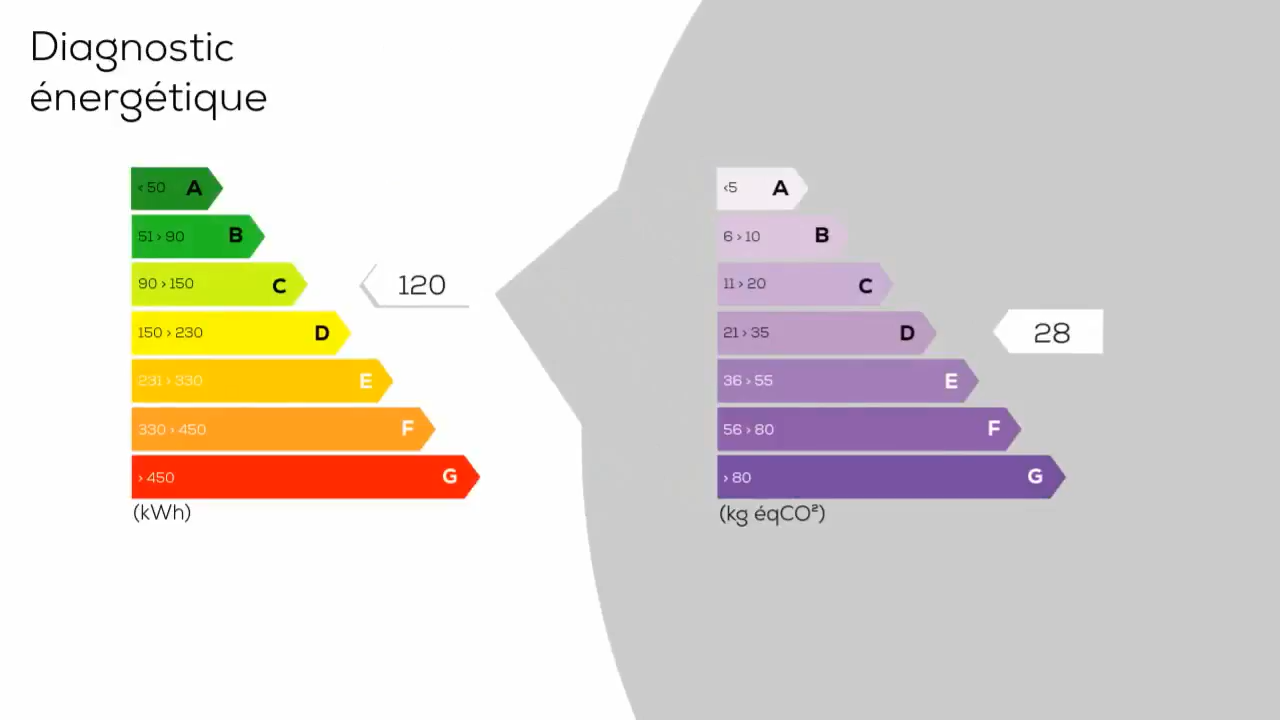 Diagnostic
énergétique
< 50 A
51 > 90 B
90 > 150 C
120
150 > 230 D
231 > 330 E
330 > 450 F
> 450 G
(kWh)
<5 A
6 > 10 B
11 > 20 C
21 > 35 D
28
36 > 55 E
56 > 80 F
> 80 G
(kg éqCO²)